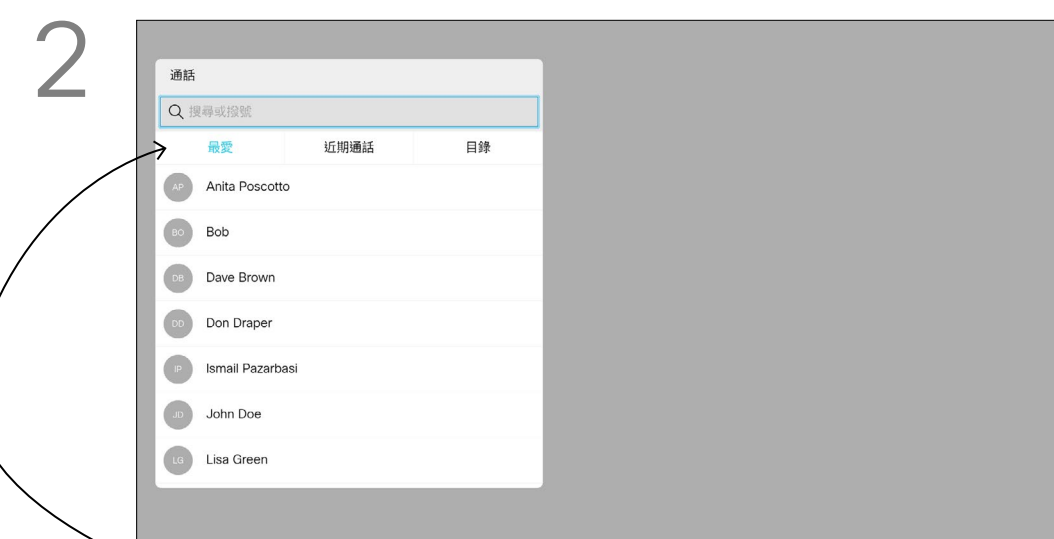 2
通話
搜尋或撥號
最愛 近期通話 目錄
AP Anita Poscotto
BO Bob
DB Dave Brown
DD Don Draper
IP Ismail Pazarbasi
JD John Doe
LG Lisa Green